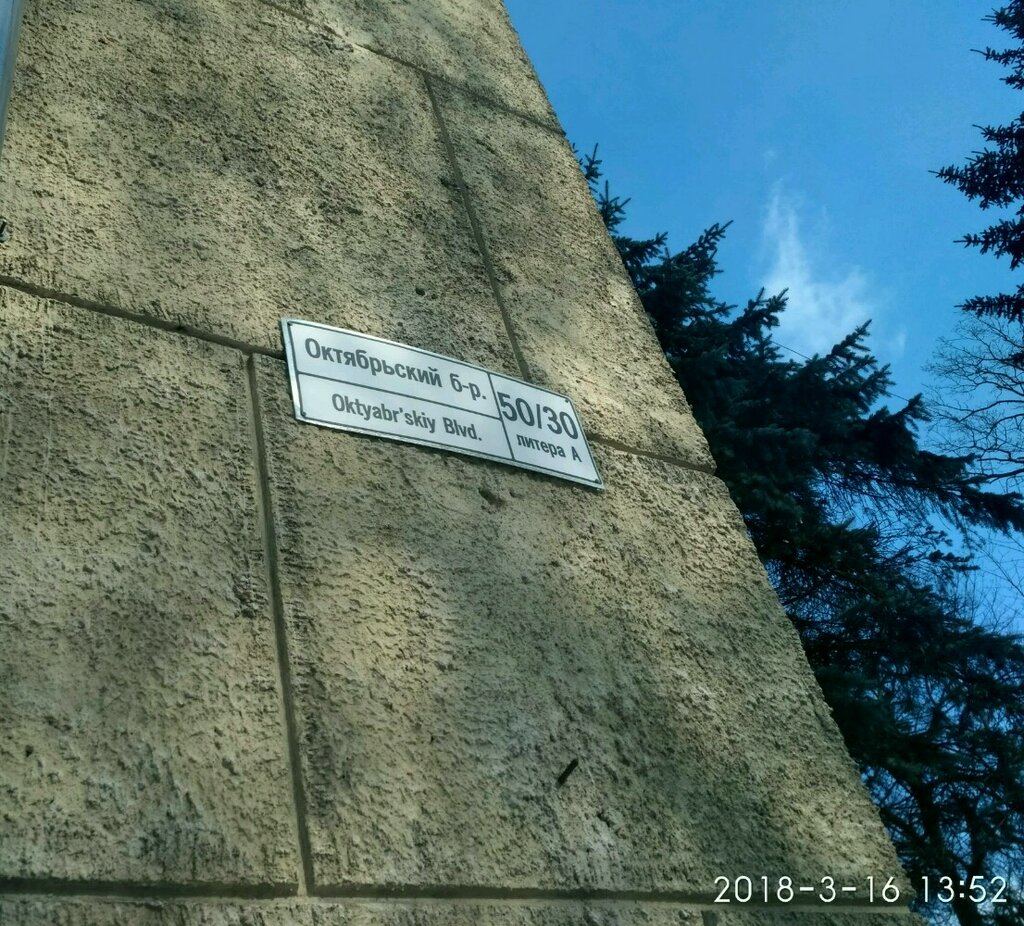 Октябрьский б-р.
Oktyabr'skiy Blvd.
50/30
литера А
2018-3-16 13:52